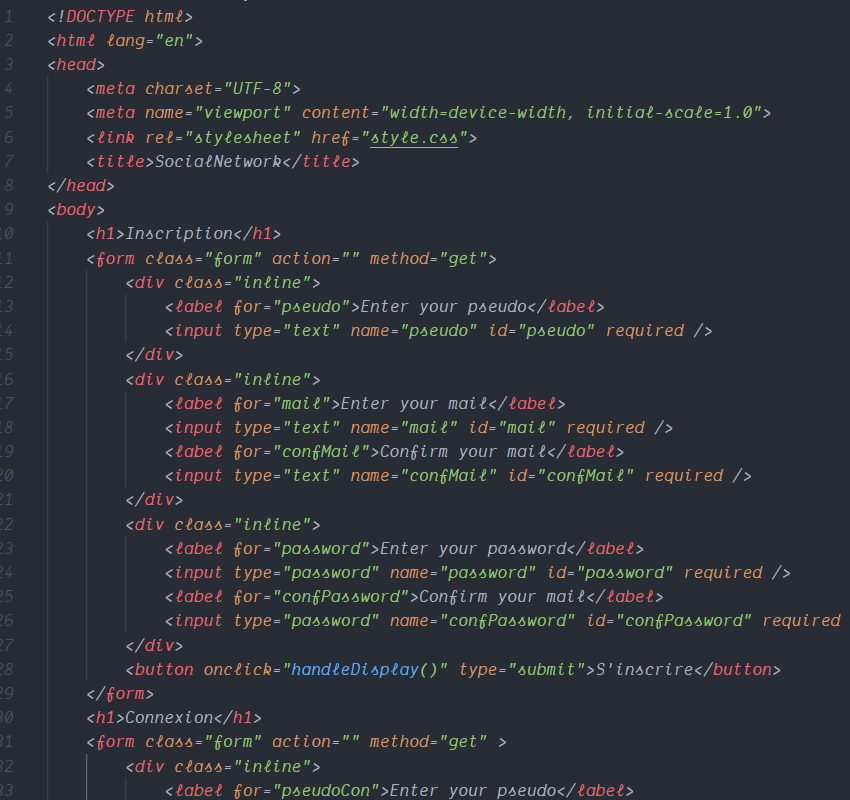 1 <!DOCTYPE html>
2 <html lang="en">
3 <head>
4 <meta charset="UTF-8">
5 <meta name="viewport" content="width=device-width, initial-scale=1.0">
6 <link rel="stylesheet" href="style.css">
7 <title>SocialNetwork</title>
8 </head>
9 <body>
10 <h1>Inscription</h1>
11 <form class="form" action="" method="get">
12 <div class="inline">
13 <label for="pseudo">Enter your pseudo</label>
14 <input type="text" name="pseudo" id="pseudo" required />
15 </div>
16 <div class="inline">
17 <label for="mail">Enter your mail</label>
18 <input type="text" name="mail" id="mail" required />
19 <label for="confMail">Confirm your mail</label>
20 <input type="text" name="confMail" id="confMail" required />
21 </div>
22 <div class="inline">
23 <label for="password">Enter your password</label>
24 <input type="password" name="password" id="password" required />
25 <label for="confPassword">Confirm your mail</label>
26 <input type="password" name="confPassword" id="confPassword" required
27 </div>
28 <button onclick="handleDisplay()" type="submit">S'inscrire</button>
29 </form>
30 <h1>Connexion</h1>
31 <form class="form" action="" method="get" >
32 <div class="inline">
33 <label for="pseudoCon">Enter your pseudo</label>